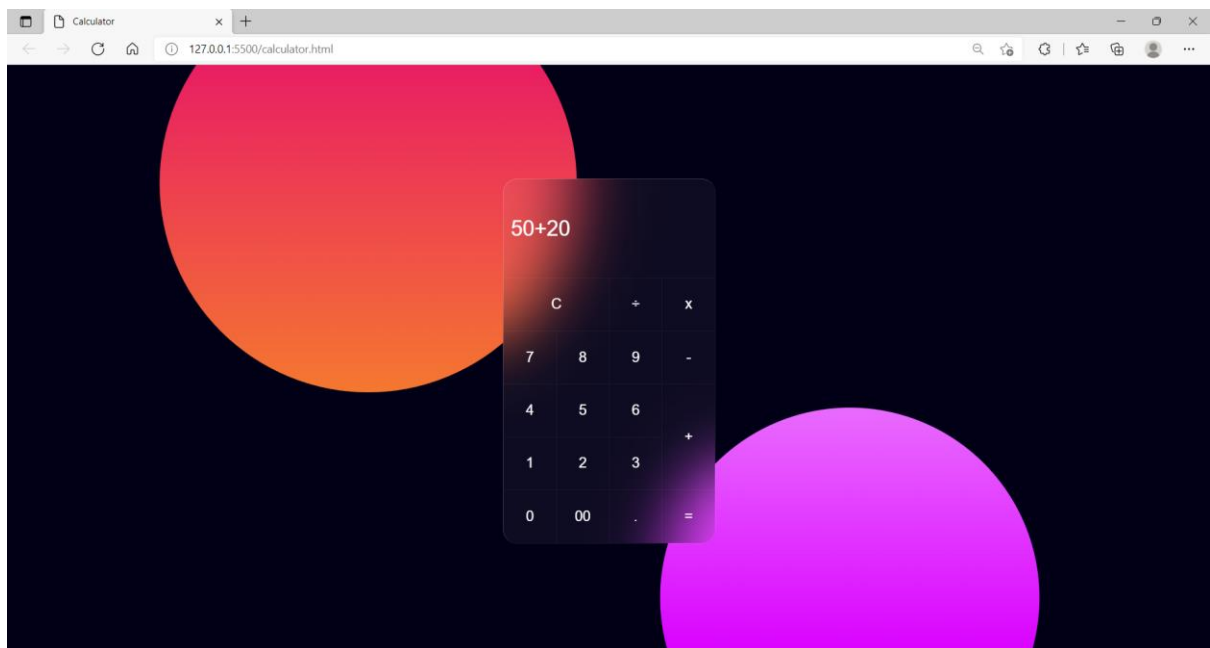 Calculator
127.0.0.1:5500/calculator.html
50+20
C ÷ x
7 8 9 -
4 5 6
+
1 2 3
0 00 . =